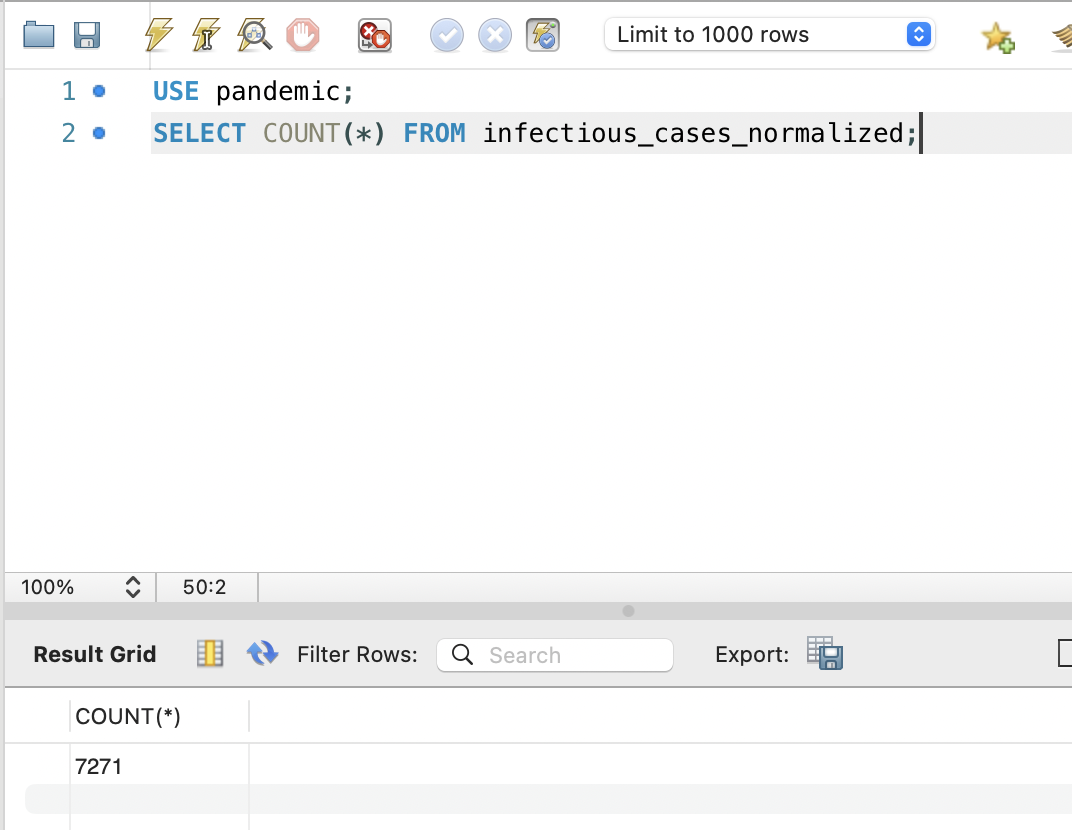 Limit to 1000 rows
1 USE pandemic;
2 SELECT COUNT(*) FROM infectious_cases_normalized;
100% 50:2
Result Grid Filter Rows: Search Export:
COUNT(*)
7271